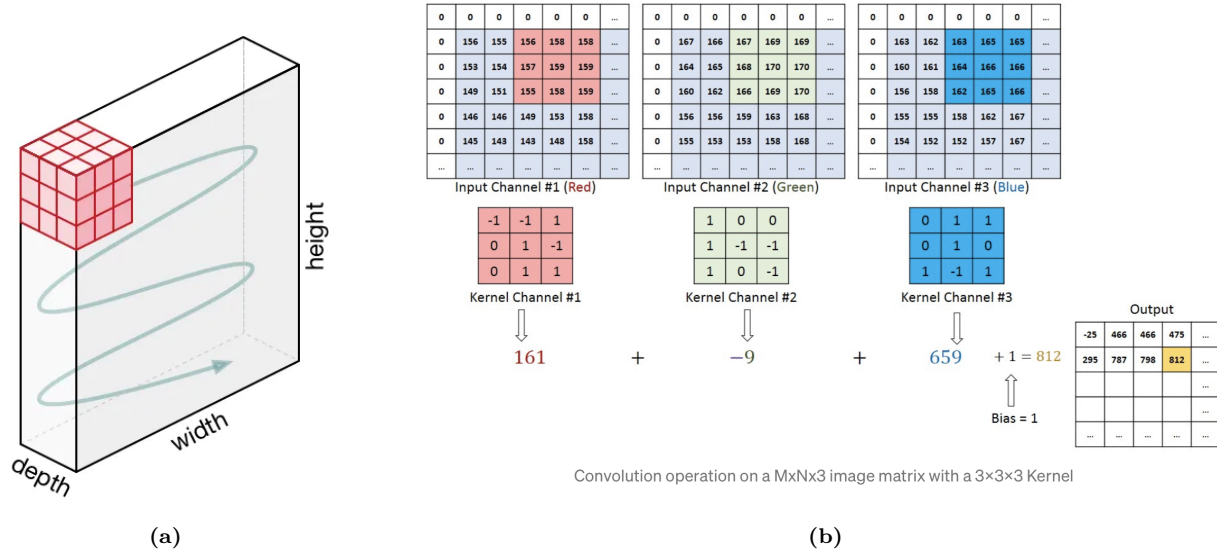 height
width
depth
(a)
0 0 0 0 0 0 ...
0 156 155 156 158 158 ...
0 153 154 157 159 159 ...
0 149 151 155 158 159 ...
0 146 146 149 153 158 ...
0 145 143 143 148 158 ...
... ... ... ... ... ... ...
Input Channel #1 (Red)
0 0 0 0 0 0 ...
0 167 166 167 169 169 ...
0 164 165 168 170 170 ...
0 160 162 166 169 170 ...
0 156 156 159 163 168 ...
0 155 153 153 158 168 ...
... ... ... ... ... ... ...
Input Channel #2 (Green)
0 0 0 0 0 0 ...
0 163 162 163 165 165 ...
0 160 161 164 166 166 ...
0 156 158 162 165 166 ...
0 155 155 158 162 167 ...
0 154 152 152 157 167 ...
... ... ... ... ... ... ...
Input Channel #3 (Blue)
-1 -1 1
0 1 -1
0 1 1
Kernel Channel #1
1 0 0
1 -1 -1
1 0 -1
Kernel Channel #2
0 1 1
0 1 0
1 -1 1
Kernel Channel #3
161 + −9 + 659 + 1 = 812
Bias = 1
Output
-25 466 466 475 ...
295 787 798 812 ...
...
...
... ... ... ... ...
Convolution operation on a MxNx3 image matrix with a 3×3×3 Kernel
(b)